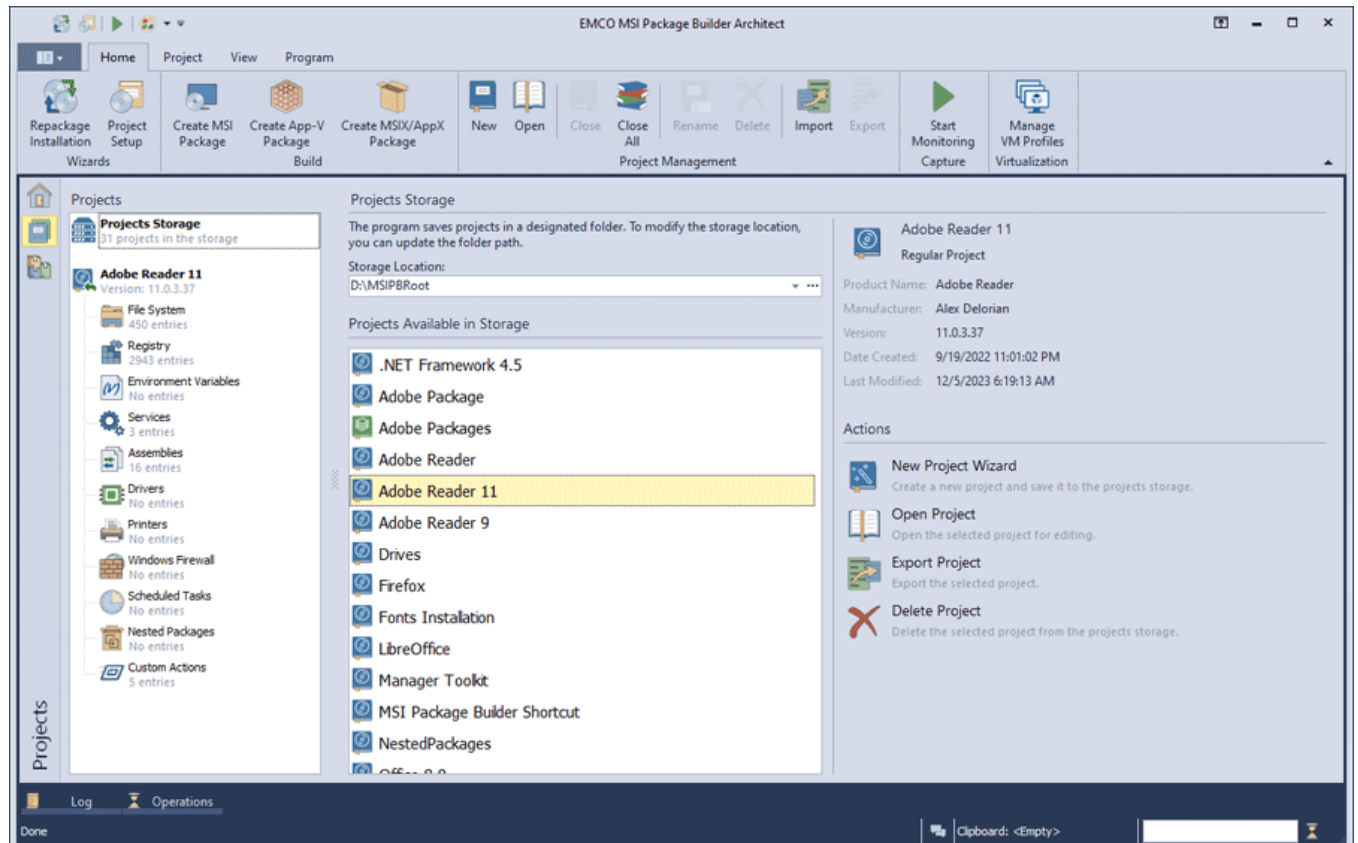 EMCO MSI Package Builder Architect
Home Project View Program
Repackage Installation
Project Setup
Wizards
Create MSI Package
Create App-V Package
Create MSIX/AppX Package
Build
New
Open
Close
Close All
Rename
Delete
Import
Export
Project Management
Start Monitoring
Capture
Manage VM Profiles
Virtualization
Projects
Projects
Projects Storage
31 projects in the storage
Adobe Reader 11
Version: 11.0.3.37
File System
450 entries
Registry
2943 entries
Environment Variables
No entries
Services
3 entries
Assemblies
16 entries
Drivers
No entries
Printers
No entries
Windows Firewall
No entries
Scheduled Tasks
No entries
Nested Packages
No entries
Custom Actions
5 entries
Projects Storage
The program saves projects in a designated folder. To modify the storage location,
you can update the folder path.
Storage Location:
D:\MSIPBRoot
Projects Available in Storage
.NET Framework 4.5
Adobe Package
Adobe Packages
Adobe Reader
Adobe Reader 11
Adobe Reader 9
Drives
Firefox
Fonts Installation
LibreOffice
Manager Toolkit
MSI Package Builder Shortcut
NestedPackages
Adobe Reader 11
Regular Project
Product Name: Adobe Reader
Manufacturer: Alex Delorian
Version: 11.0.3.37
Date Created: 9/19/2022 11:01:02 PM
Last Modified: 12/5/2023 6:19:13 AM
Actions
New Project Wizard
Create a new project and save it to the projects storage.
Open Project
Open the selected project for editing.
Export Project
Export the selected project.
Delete Project
Delete the selected project from the projects storage.
Log Operations
Done
Clipboard: <Empty>